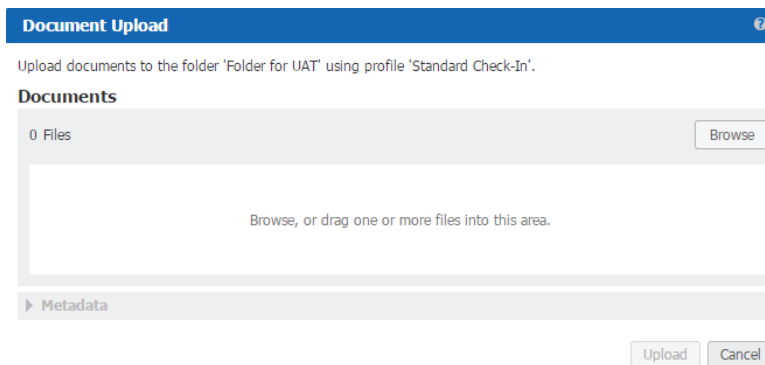 Document Upload
Upload documents to the folder 'Folder for UAT' using profile 'Standard Check-In'.
Documents
0 Files
Browse
Browse, or drag one or more files into this area.
Metadata
Upload Cancel